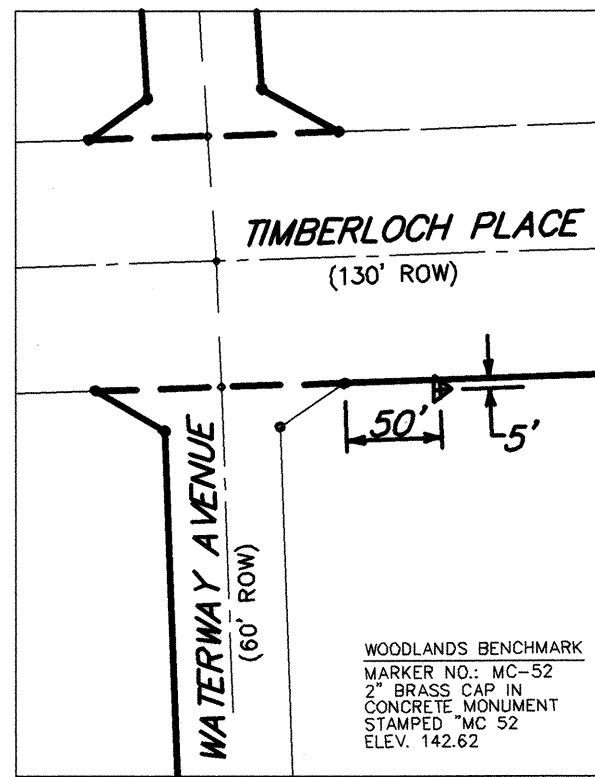 TIMBERLOCH PLACE
(130' ROW)
50'
5'
WATERWAY AVENUE
(60' ROW)
WOODLANDS BENCHMARK
MARKER NO.: MC-52
2" BRASS CAP IN
CONCRETE MONUMENT
STAMPED "MC 52
ELEV. 142.62